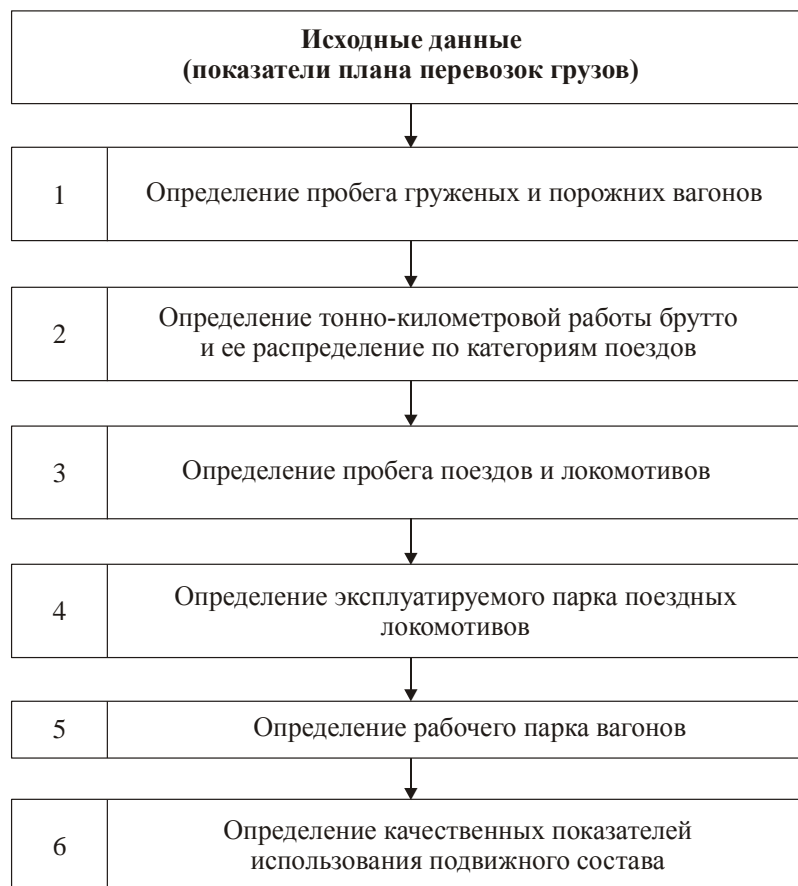 Исходные данные
(показатели плана перевозок грузов)
1
Определение пробега груженых и порожних вагонов
2
Определение тонно-километровой работы брутто
и ее распределение по категориям поездов
3
Определение пробега поездов и локомотивов
4
Определение эксплуатируемого парка поездных
локомотивов
5
Определение рабочего парка вагонов
6
Определение качественных показателей
использования подвижного состава